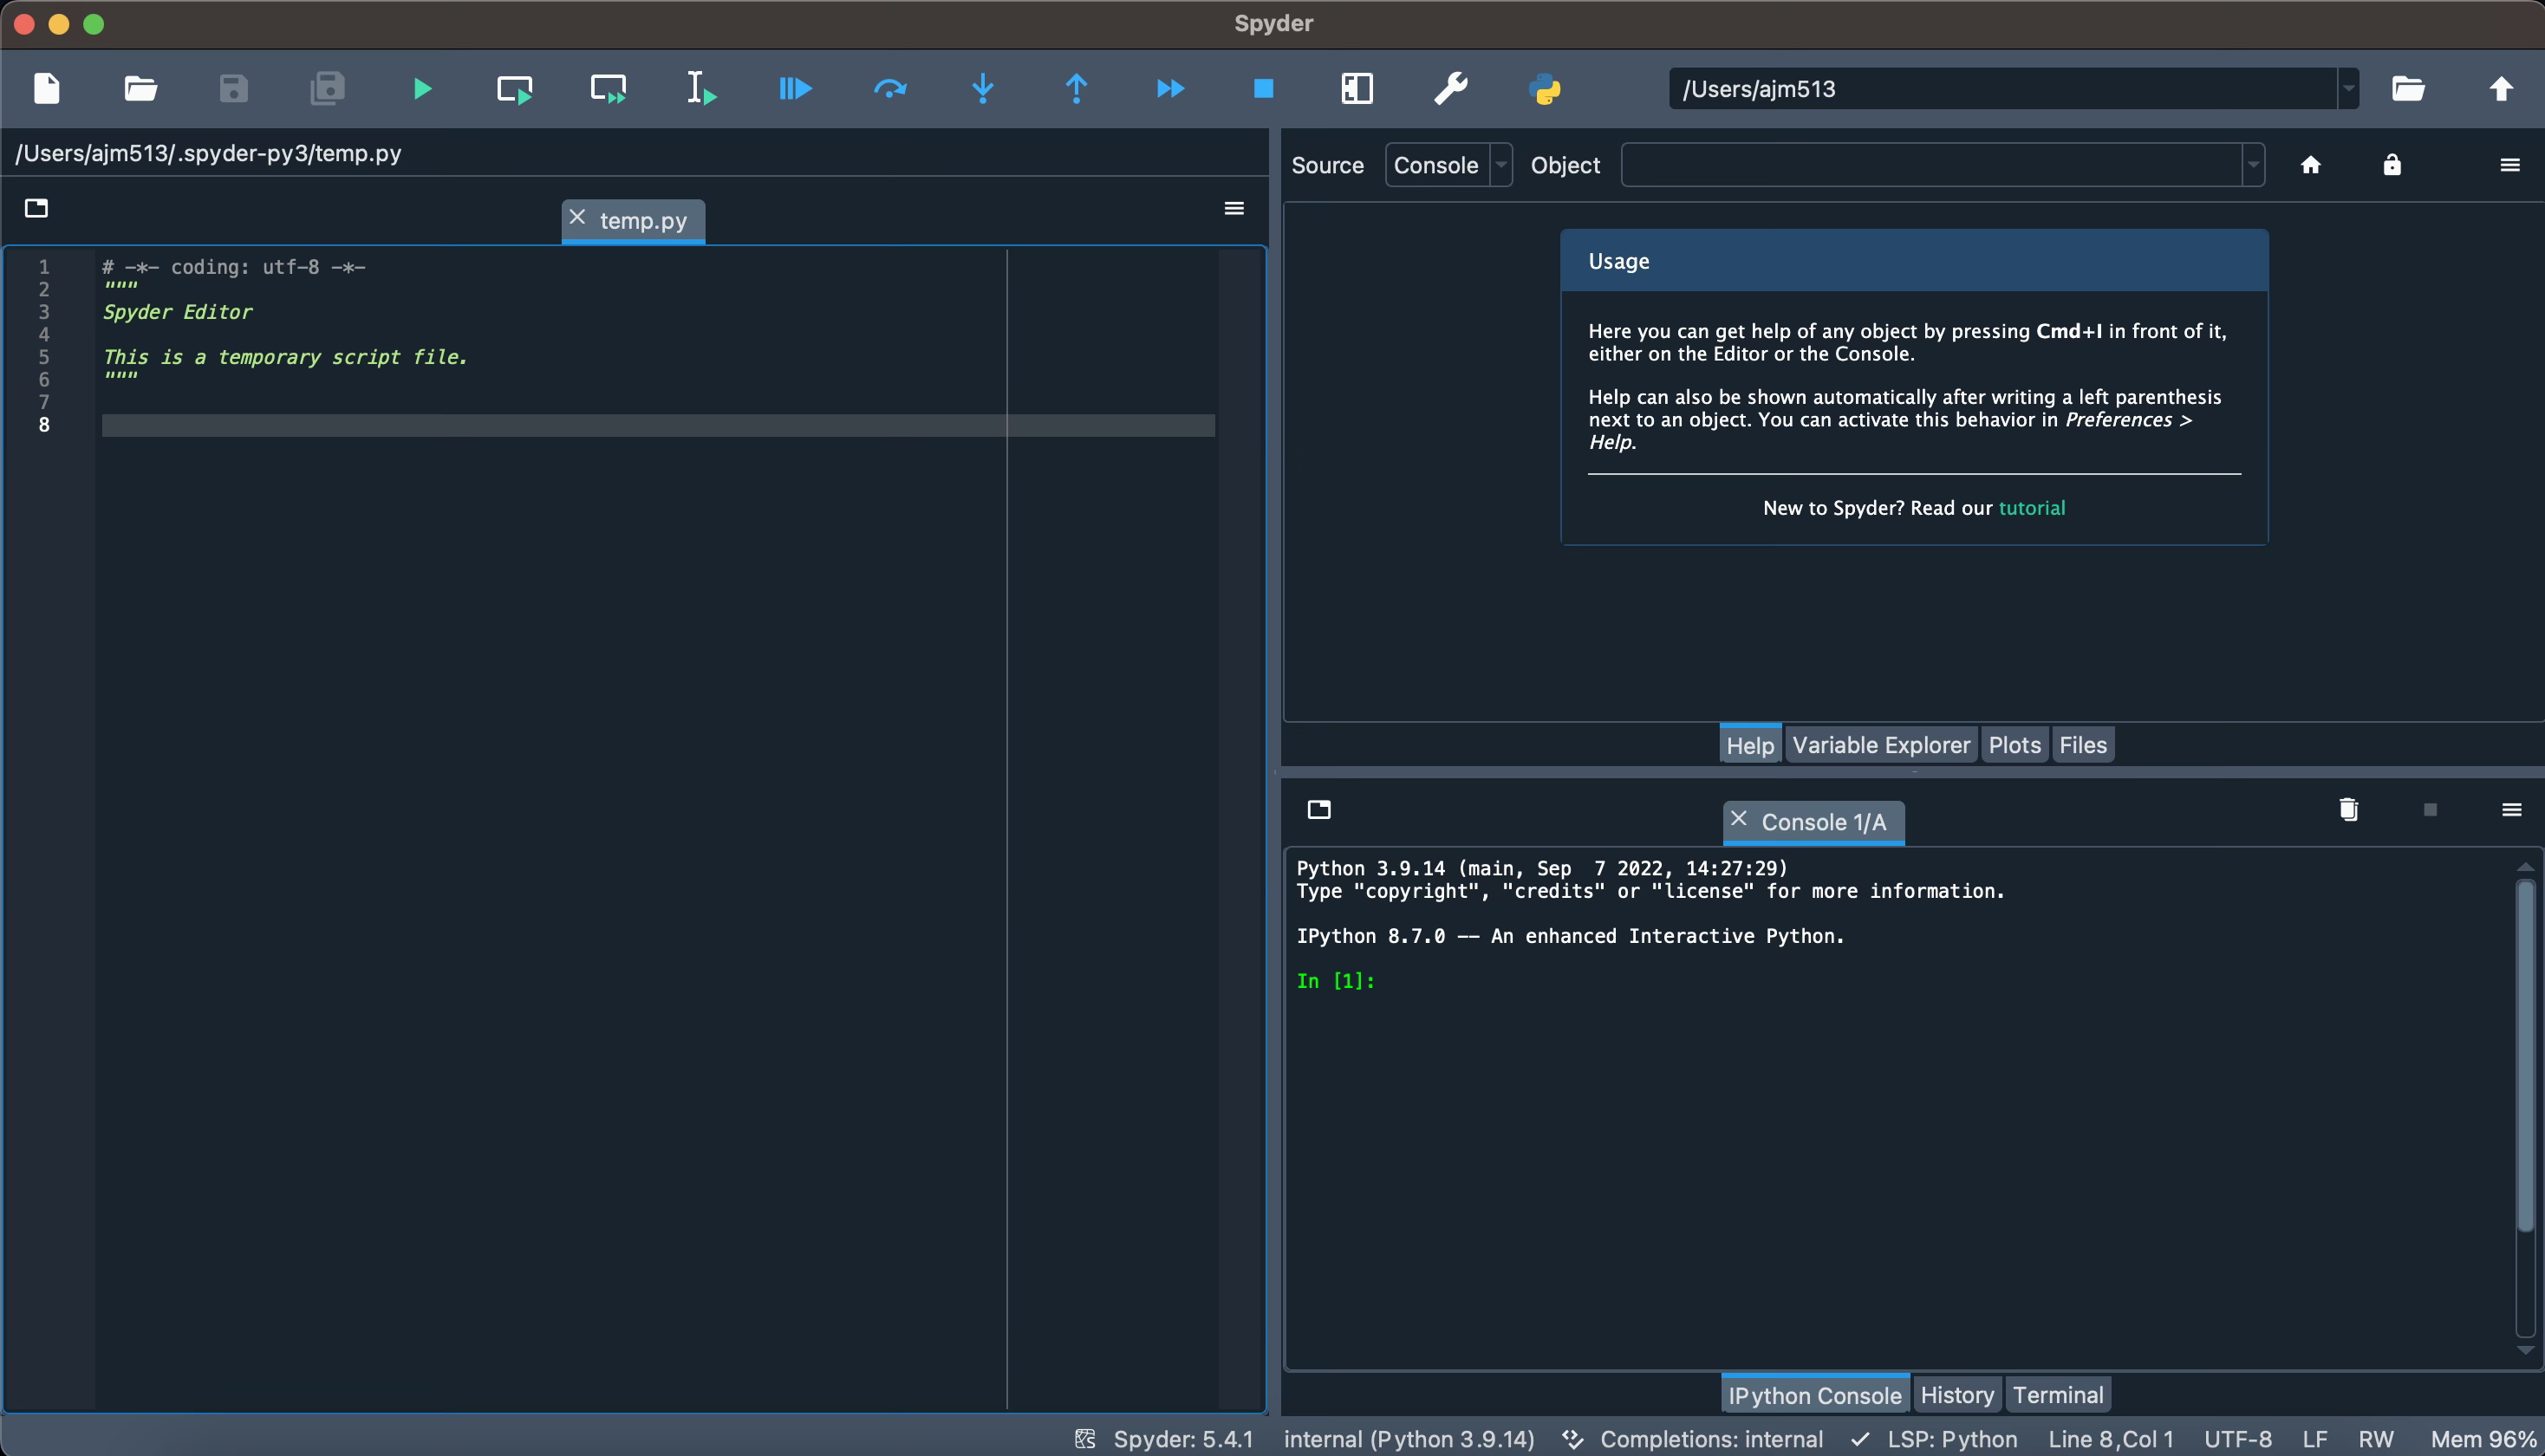 Spyder
/Users/ajm513
/Users/ajm513/.spyder-py3/temp.py
temp.py
1 # -*- coding: utf-8 -*-
2 """
3 Spyder Editor
4
5 This is a temporary script file.
6 """
7
8
Source Console Object
Usage
Here you can get help of any object by pressing Cmd+I in front of it,
either on the Editor or the Console.
Help can also be shown automatically after writing a left parenthesis
next to an object. You can activate this behavior in Preferences >
Help.
New to Spyder? Read our tutorial
Help Variable Explorer Plots Files
Console 1/A
Python 3.9.14 (main, Sep  7 2022, 14:27:29)
Type "copyright", "credits" or "license" for more information.
IPython 8.7.0 -- An enhanced Interactive Python.
In [1]:
IPython Console History Terminal
Spyder: 5.4.1 internal (Python 3.9.14) Completions: internal LSP: Python Line 8,Col 1 UTF-8 LF RW Mem 96%